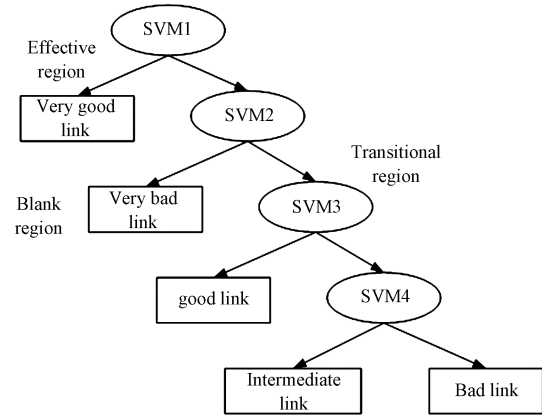 SVM1
Effective
region
Very good
link
SVM2
Transitional
region
Blank
region
Very bad
link
SVM3
good link
SVM4
Intermediate
link
Bad link